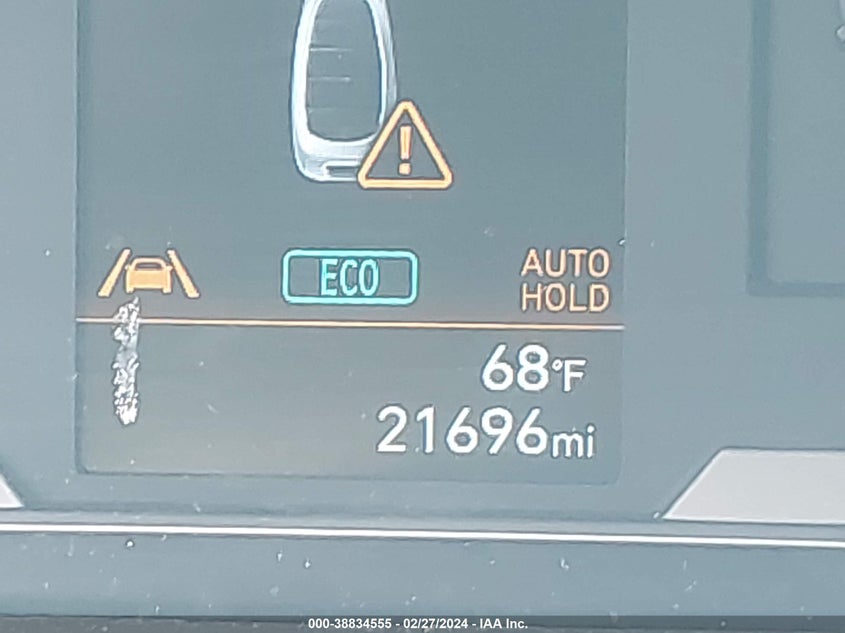 ECO
AUTO
HOLD
68°F
21696mi
000-38834555 - 02/27/2024 - IAA Inc.